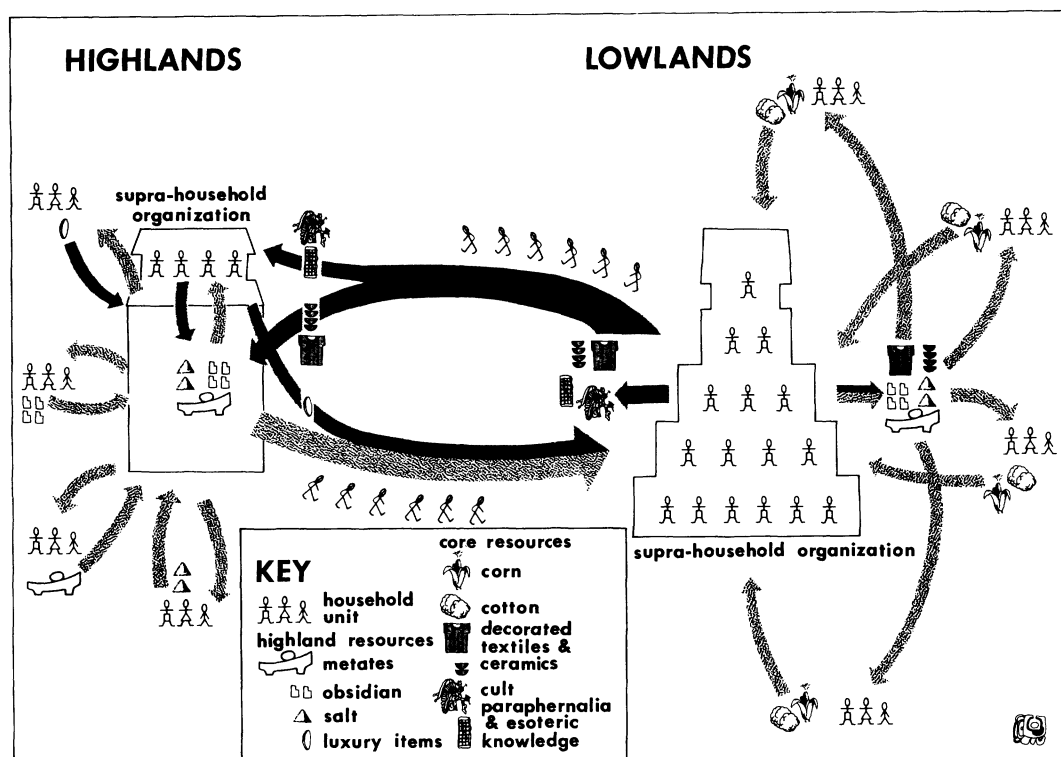 HIGHLANDS
LOWLANDS
supra-household
organization
supra-household organization
KEY
household
unit
highland resources
metates
obsidian
salt
luxury items
core resources
corn
cotton
decorated
textiles &
ceramics
cult
paraphernalia
& esoteric
knowledge